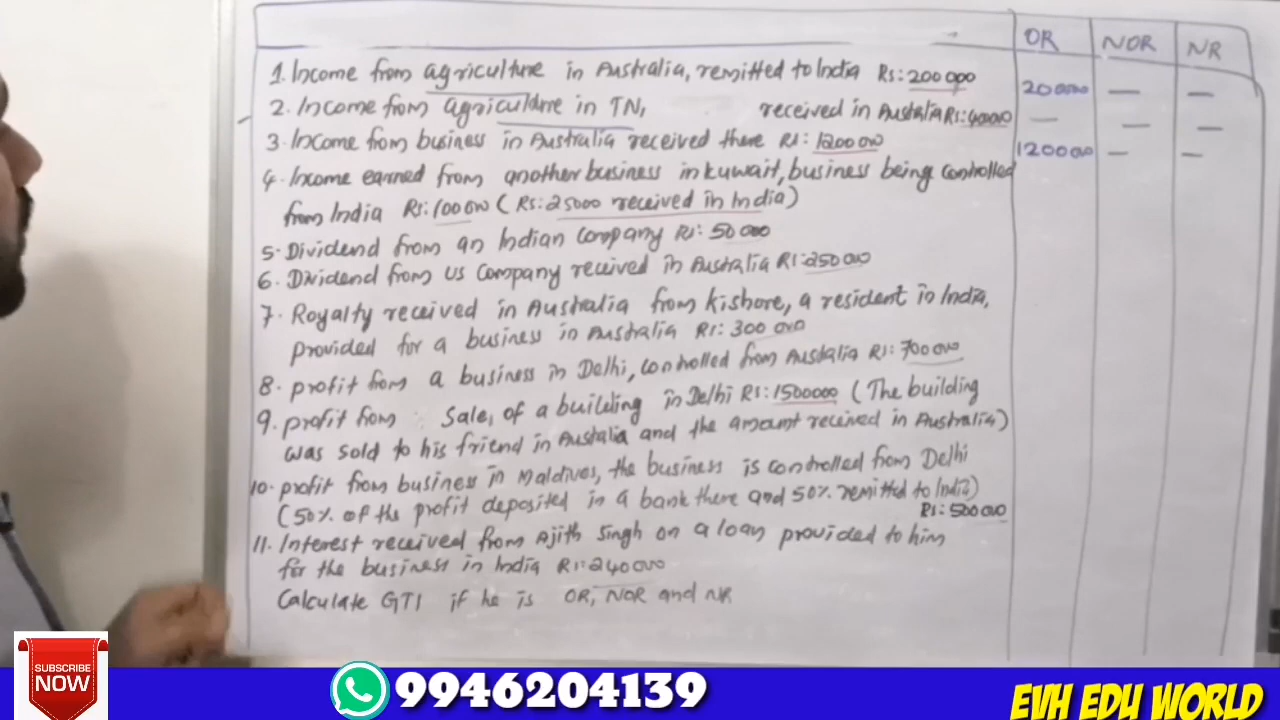 OR NOR NR
1. Income from agriculture in Australia, remitted to India Rs: 200000 200000 — —
2. Income from agriculture in TN, received in Australia Rs: 40000 — — —
3. Income from business in Australia received there Rs: 120000 120000 — —
4. Income earned from another business in kuwait, business being controlled
from India Rs: 10000 (Rs: 25000 received in India)
5. Dividend from an Indian Company Rs: 50000
6. Dividend from US Company received in Australia Rs: 25000
7. Royalty received in Australia from kishore, a resident in India,
provided for a business in Australia Rs: 300000
8. profit from a business in Delhi, controlled from Australia Rs: 70000
9. profit from Sale, of a building in Delhi Rs: 1500000 (The building
was sold to his friend in Australia and the amount received in Australia)
10. profit from business in Maldives, the business is controlled from Delhi
(50% of the profit deposited in a bank there and 50% remitted to India)
Rs: 500000
11. Interest received from Ajith Singh on a loan provided to him
for the business in India Rs: 240000
Calculate GTI if he is OR, NOR and NR
SUBSCRIBE
NOW
9946204139
EVH EDU WORLD